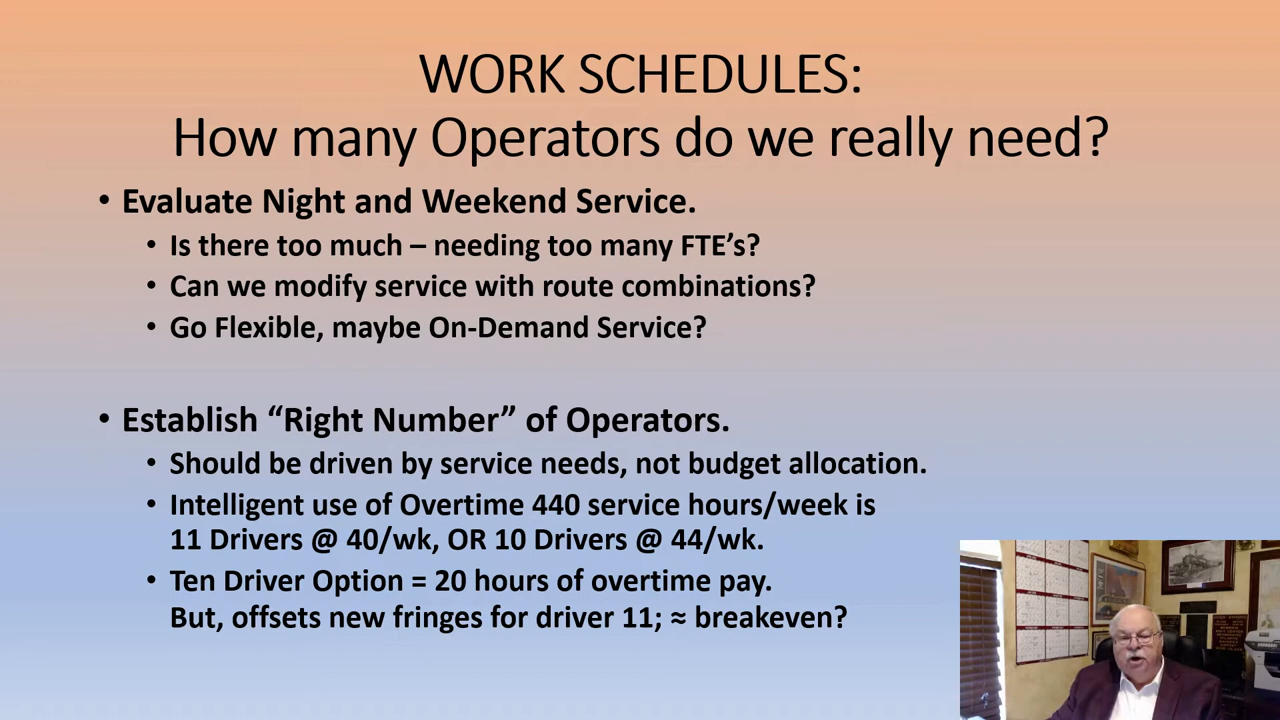 WORK SCHEDULES:
How many Operators do we really need?
• Evaluate Night and Weekend Service.
• Is there too much – needing too many FTE’s?
• Can we modify service with route combinations?
• Go Flexible, maybe On-Demand Service?
• Establish “Right Number” of Operators.
• Should be driven by service needs, not budget allocation.
• Intelligent use of Overtime 440 service hours/week is
11 Drivers @ 40/wk, OR 10 Drivers @ 44/wk.
• Ten Driver Option = 20 hours of overtime pay.
But, offsets new fringes for driver 11; ≈ breakeven?